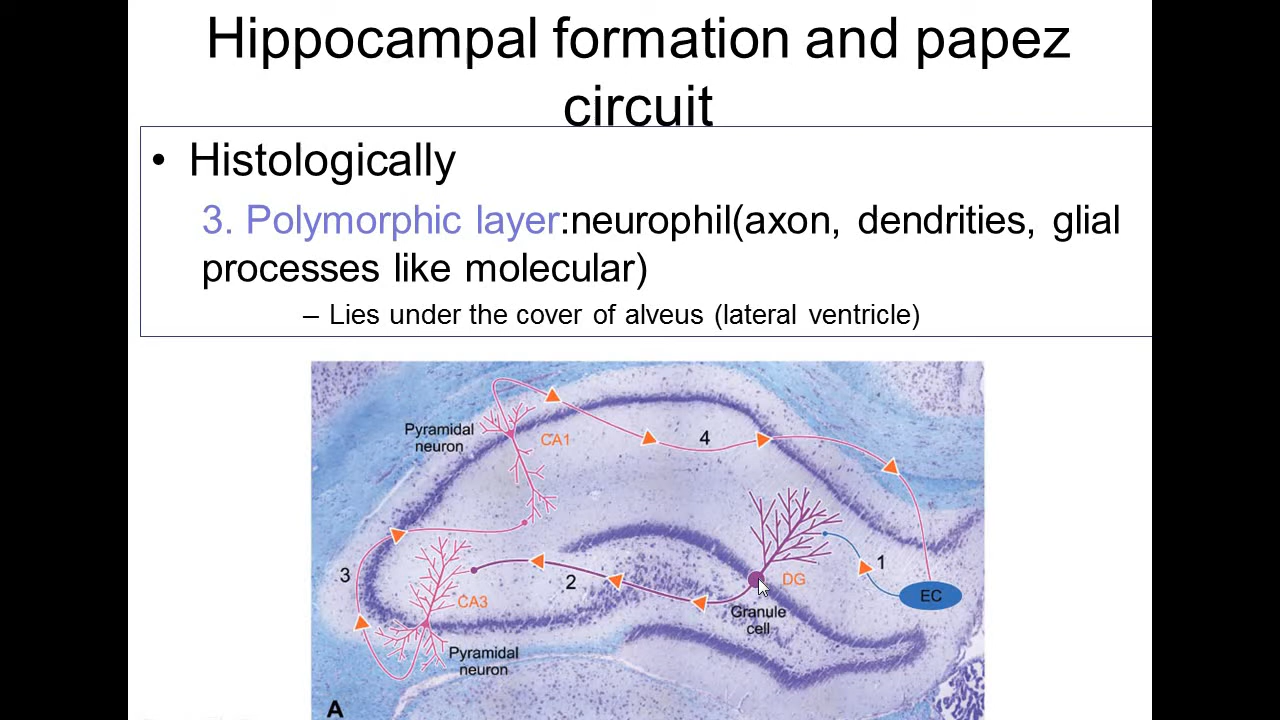 Hippocampal formation and papez
circuit
• Histologically
3. Polymorphic layer:neurophil(axon, dendrities, glial
processes like molecular)
– Lies under the cover of alveus (lateral ventricle)
Pyramidal
neuron
CA1
4
3
2
1
DG
EC
CA3
Granule
cell
Pyramidal
neuron
A